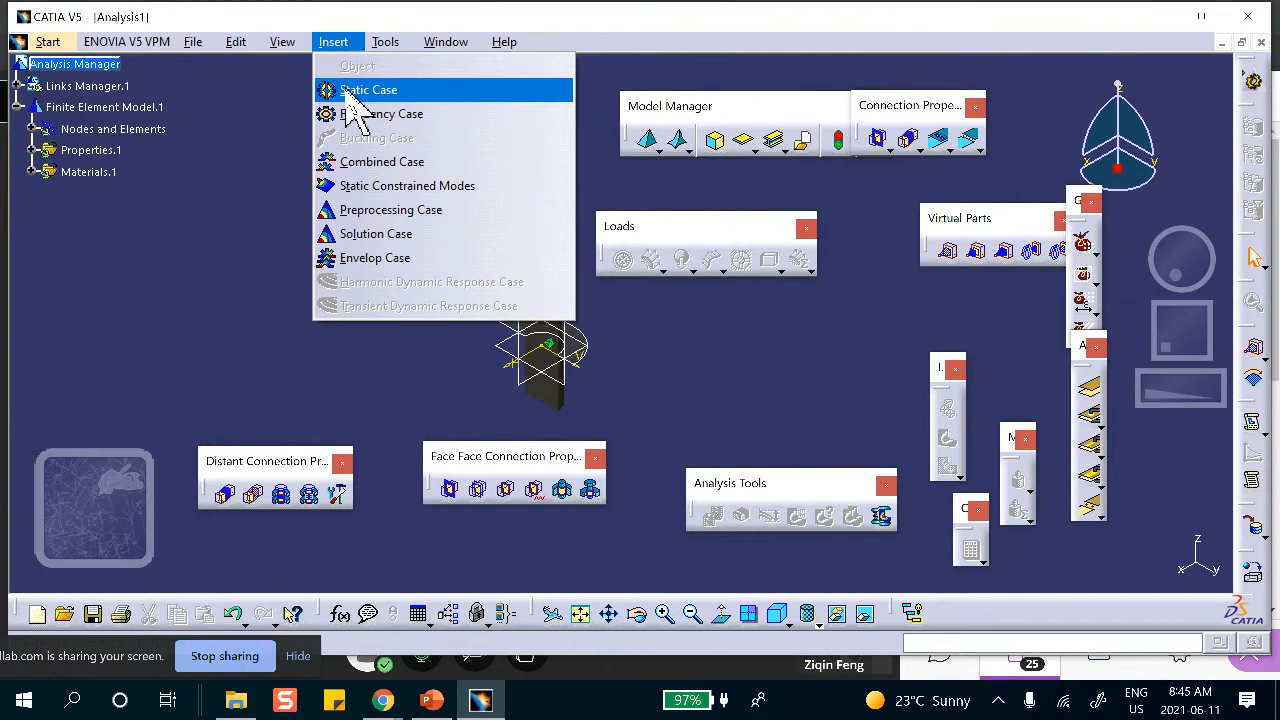 CATIA V5 - [Analysis1]
Start
ENOVIA V5 VPM
File
Edit
View
Insert
Tools
Window
Help
Analysis Manager
Links Manager.1
Finite Element Model.1
Nodes and Elements
Properties.1
Materials.1
Object
Static Case
Frequency Case
Buckling Case
Combined Case
Static Constrained Modes
Preprocessing Case
Solution Case
Envelop Case
Harmonic Dynamic Response Case
Transient Dynamic Response Case
Model Manager
Connection Prope...
Loads
Virtual Parts
z
x
y
G
A
I.
M
C
Distant Connection Pr...
Face Face Connection Prop...
Analysis Tools
y
z
x
y
f(x)
CATIA
llab.com is sharing your screen.
Stop sharing
Hide
Ziqin Feng
25
97%
23°C Sunny
ENG
US
8:45 AM
2021-06-11